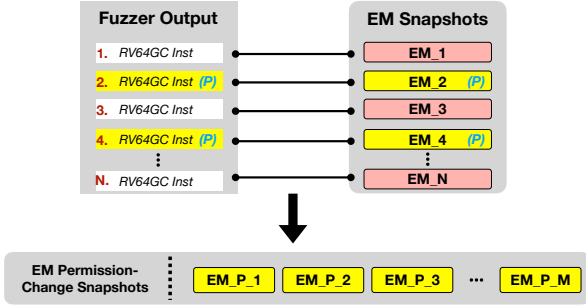 Fuzzer Output
EM Snapshots
1. RV64GC Inst
EM_1
2. RV64GC Inst (P)
EM_2 (P)
3. RV64GC Inst
EM_3
4. RV64GC Inst (P)
EM_4 (P)
N. RV64GC Inst
EM_N
EM Permission-
Change Snapshots
EM_P_1
EM_P_2
EM_P_3
...
EM_P_M